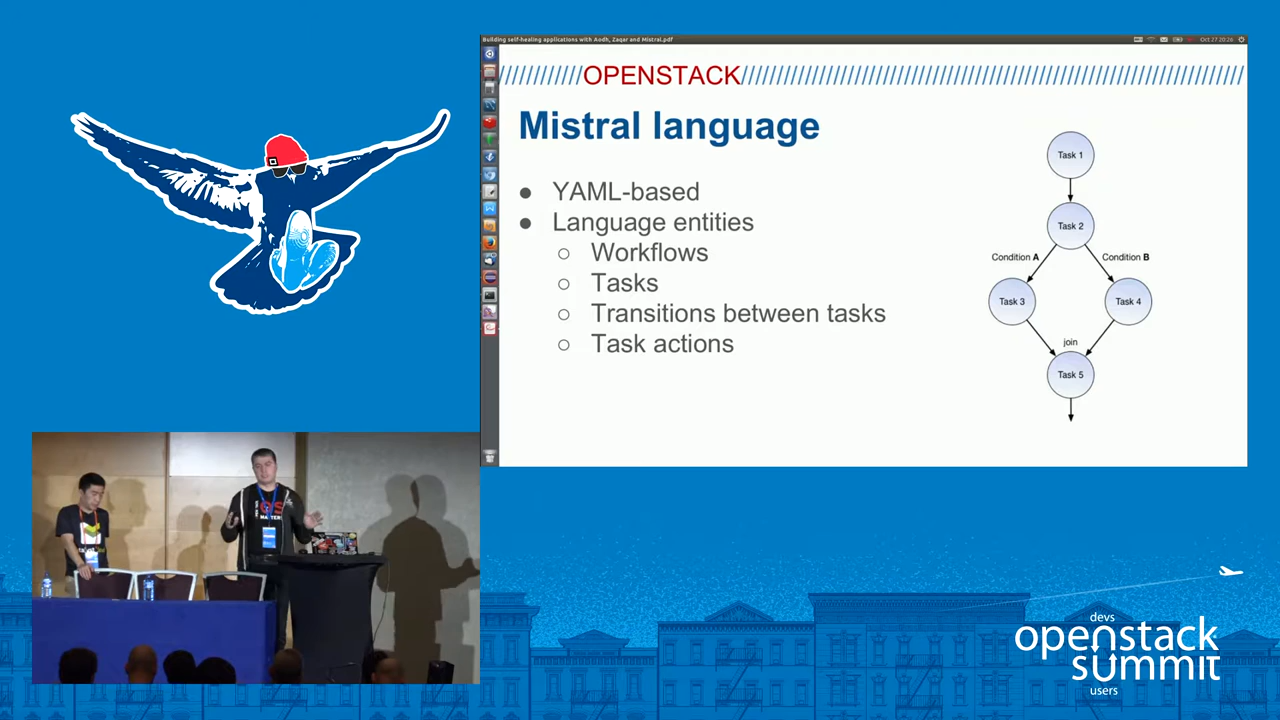 Building self-healing applications with Aodh, Zaqar and Mistral.pdf
Oct 27 20:26
///////////OPENSTACK////////////////////////////////////////////////////////////////
Mistral language
● YAML-based
● Language entities
○ Workflows
○ Tasks
○ Transitions between tasks
○ Task actions
Task 1
Task 2
Condition A
Condition B
Task 3
Task 4
join
Task 5
devs
openstack
summit
users